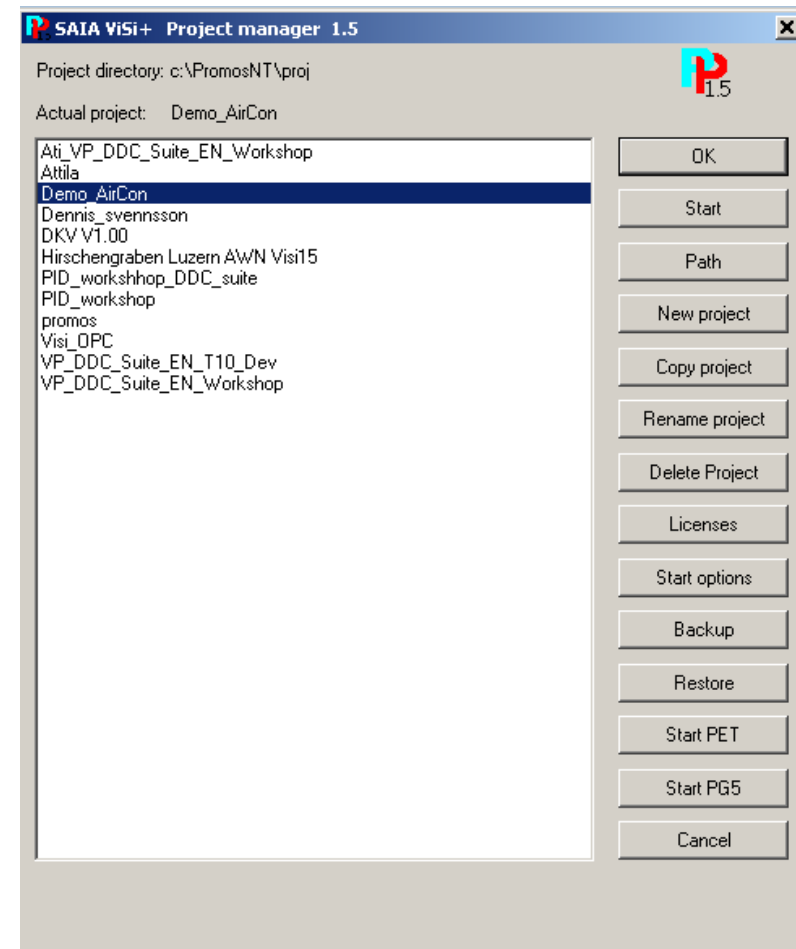 SAIA ViSi+ Project manager 1.5
Project directory: c:\PromosNT\proj
1.5
Actual project: Demo_AirCon
Ati_VP_DDC_Suite_EN_Workshop
Attila
Demo_AirCon
Dennis_svennsson
DKV V1.00
Hirschengraben Luzern AWN Visi15
PID_workshhop_DDC_suite
PID_workshop
promos
Visi_OPC
VP_DDC_Suite_EN_T10_Dev
VP_DDC_Suite_EN_Workshop
OK
Start
Path
New project
Copy project
Rename project
Delete Project
Licenses
Start options
Backup
Restore
Start PET
Start PG5
Cancel